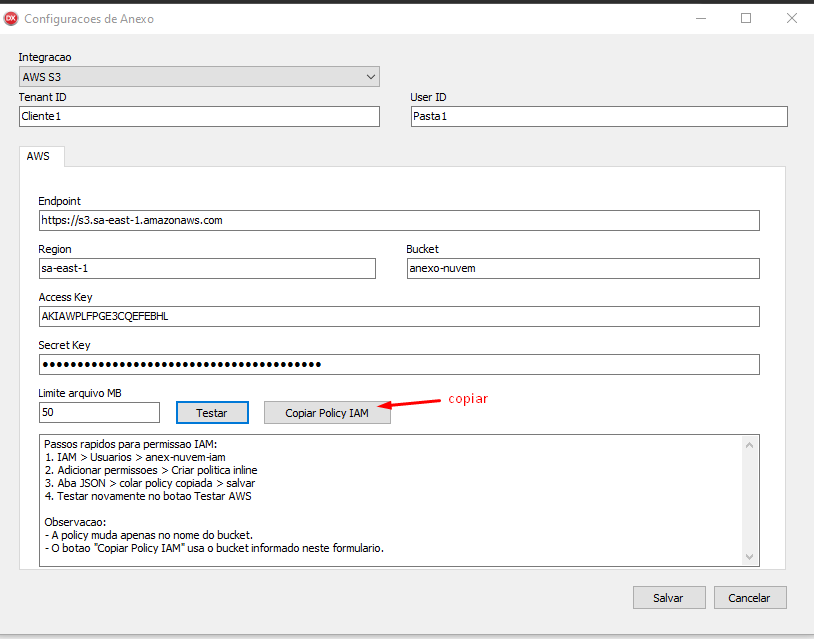 DX Configuracoes de Anexo
Integracao
AWS S3
Tenant ID
User ID
Cliente1
Pasta1
AWS
Endpoint
https://s3.sa-east-1.amazonaws.com
Region
Bucket
sa-east-1
anexo-nuvem
Access Key
AKIAWPLFPGE3CQEFEBHL
Secret Key
●●●●●●●●●●●●●●●●●●●●●●●●●●●●●●●●●●●●●●●●
Limite arquivo MB
50
Testar
Copiar Policy IAM
copiar
Passos rapidos para permissao IAM:
1. IAM > Usuarios > anex-nuvem-iam
2. Adicionar permissoes > Criar politica inline
3. Aba JSON > colar policy copiada > salvar
4. Testar novamente no botao Testar AWS
Observacao:
- A policy muda apenas no nome do bucket.
- O botao "Copiar Policy IAM" usa o bucket informado neste formulario.
Salvar
Cancelar